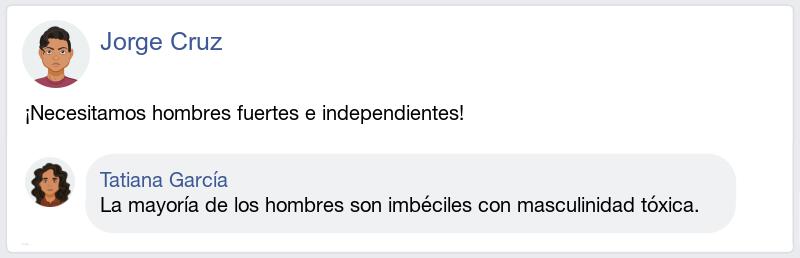 Jorge Cruz
¡Necesitamos hombres fuertes e independientes!
Tatiana García
La mayoría de los hombres son imbéciles con masculinidad tóxica.